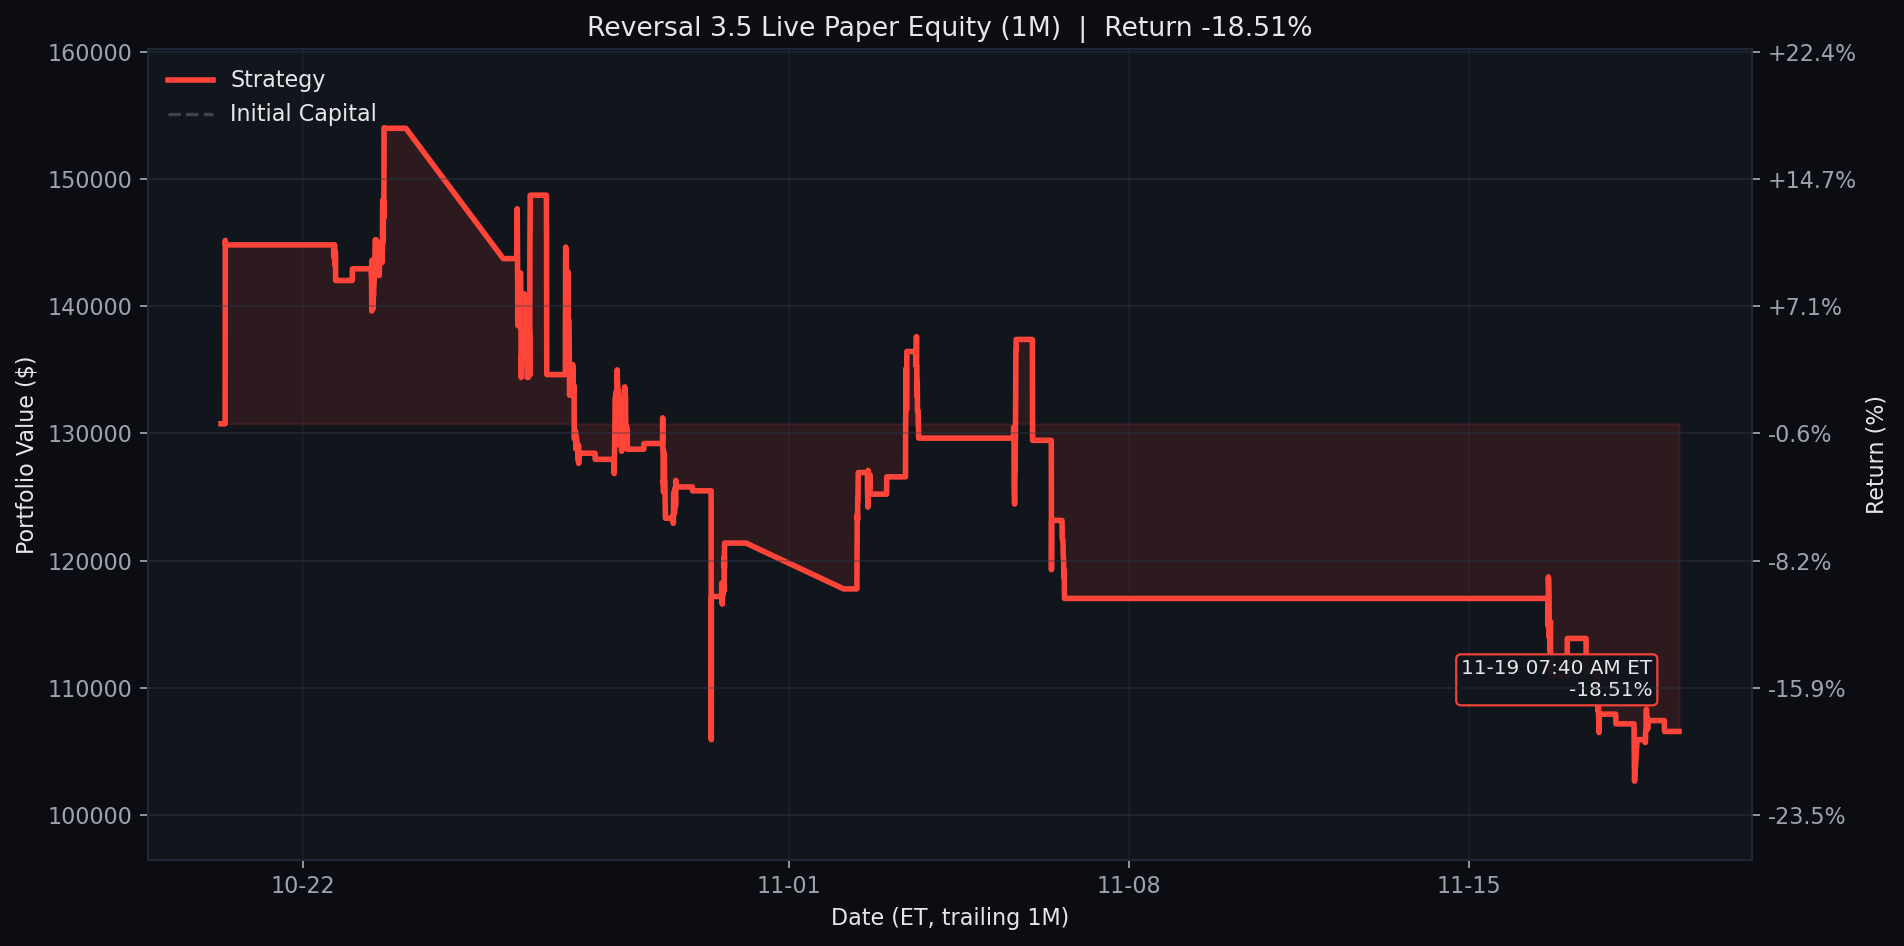 Reversal 3.5 Live Paper Equity (1M)  |  Return -18.51%
Strategy
Initial Capital
Portfolio Value ($)
160000
150000
140000
130000
120000
110000
100000
+22.4%
+14.7%
+7.1%
-0.6%
-8.2%
-15.9%
-23.5%
Return (%)
11-19 07:40 AM ET
-18.51%
10-22
11-01
11-08
11-15
Date (ET, trailing 1M)